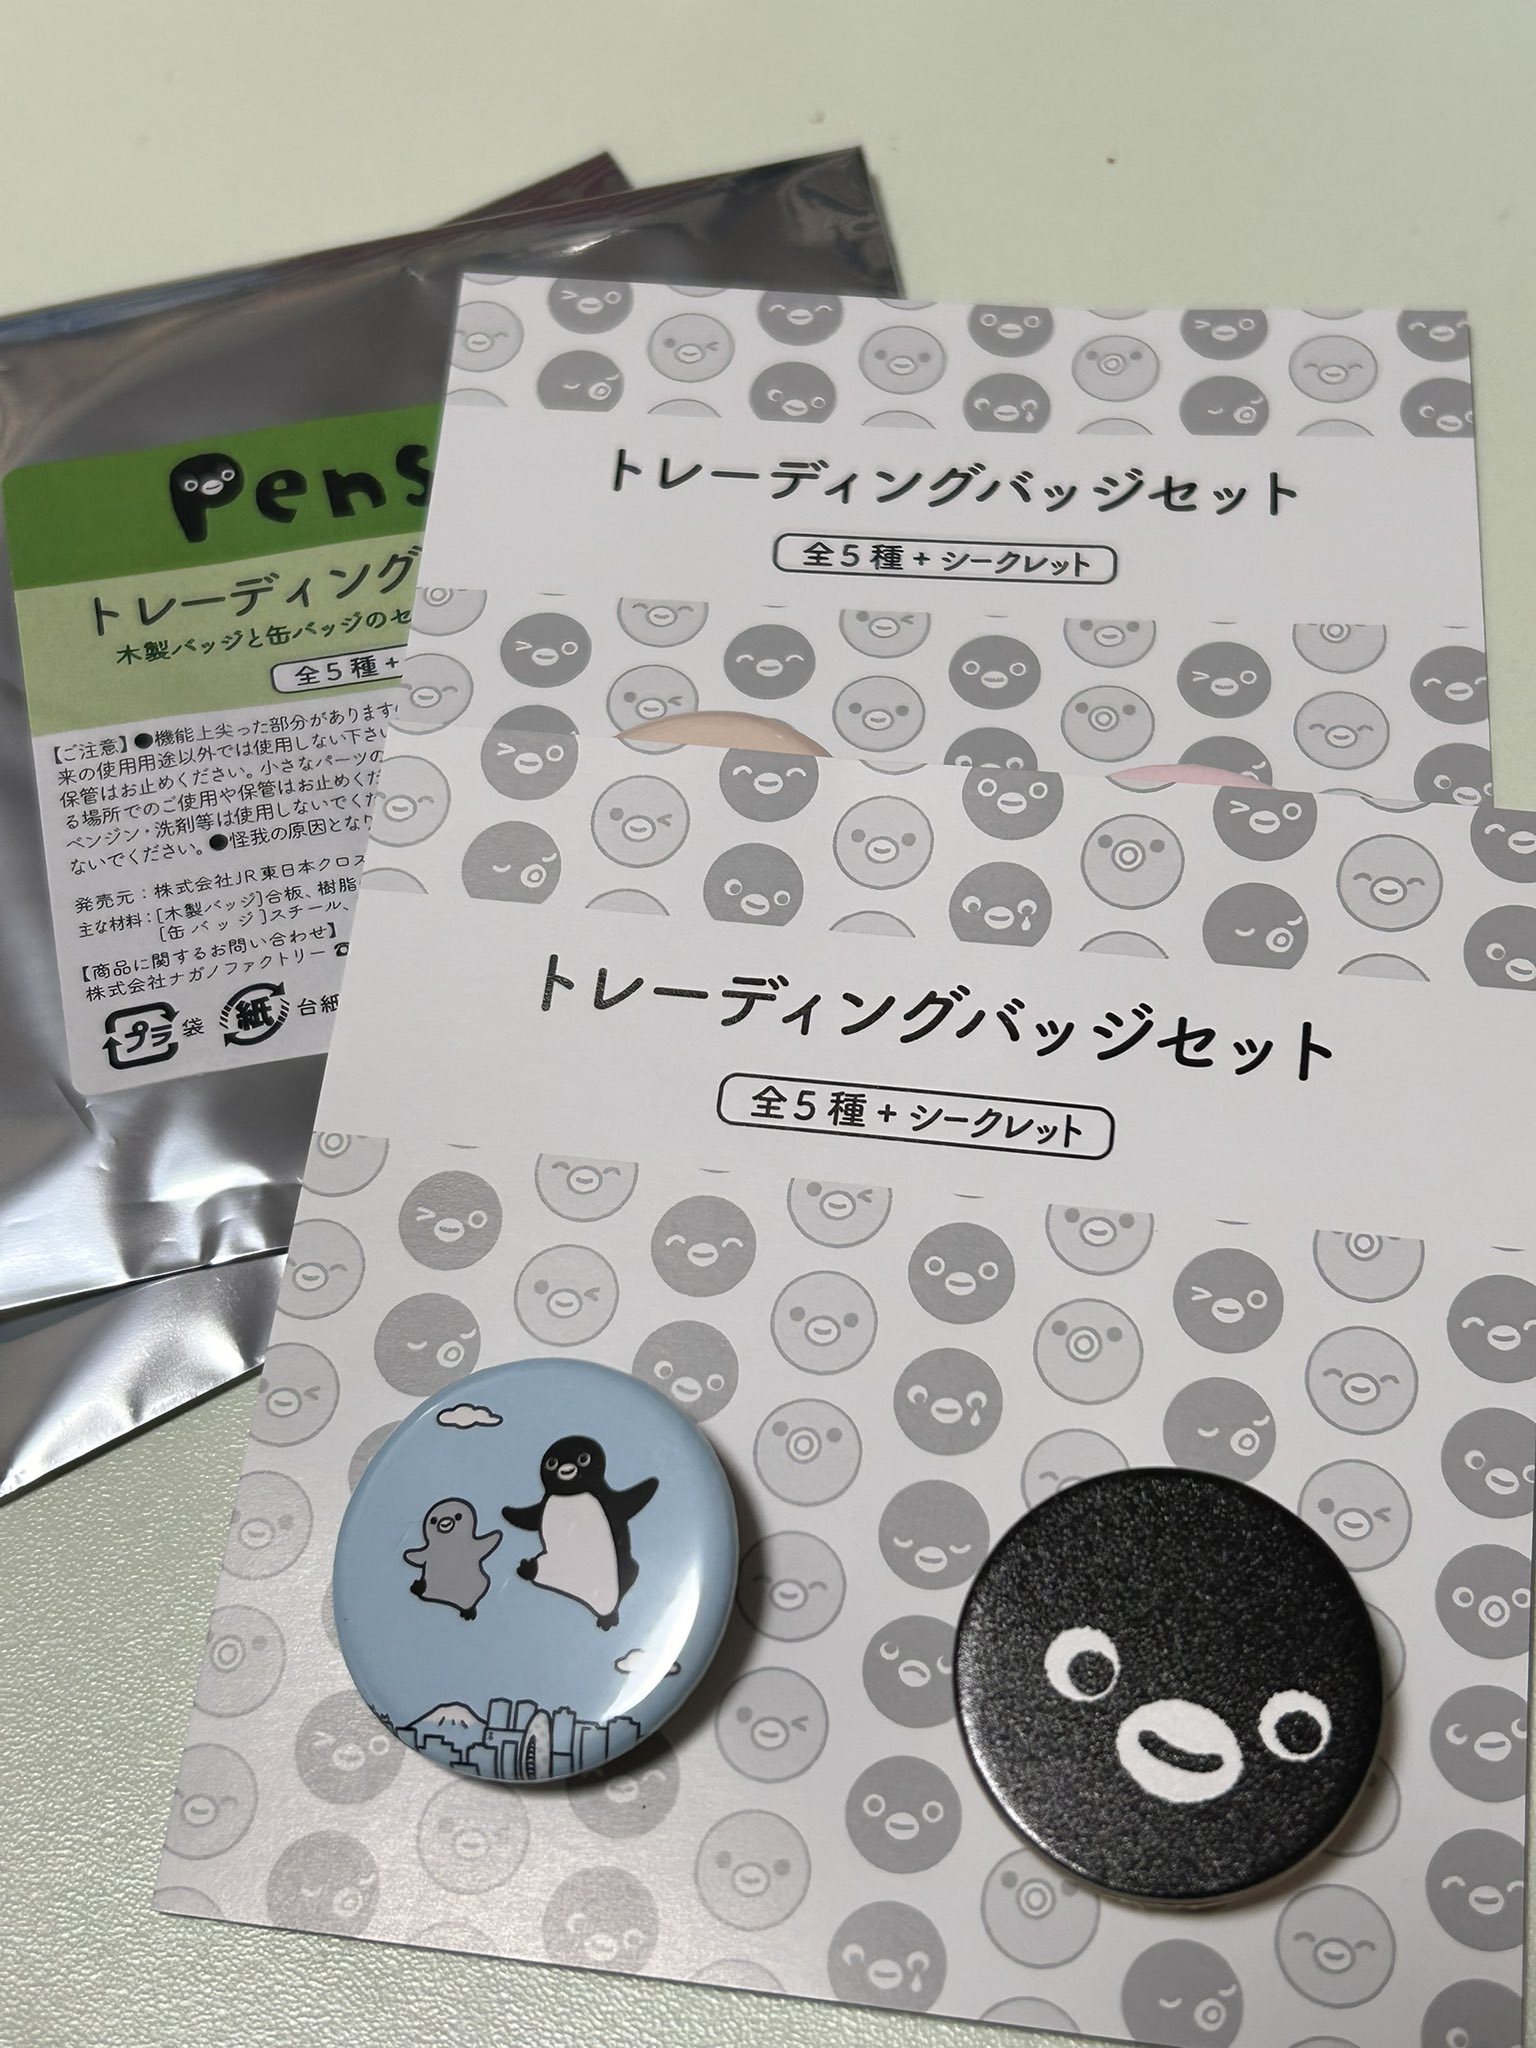 Pens
トレーディング
木製バッジと缶バッジのセ
全5種+
【ご注意】●機能上尖った部分があります
来の使用用途以外では使用しない下さい
保管はお止めください。小さなパーツの
る場所でのご使用や保管はお止めくだ
ベンジン・洗剤等は使用しないでくだ
ないでください。●怪我の原因とな
発売元:株式会社JR東日本クロス
主な材料:[木製バッジ]合板、樹脂
[缶バッジ]スチール、
【商品に関するお問い合わせ】
株式会社ナガノファクトリー ☎
プラ 袋 紙 台紙
トレーディングバッジセット
全5種+シークレット
トレーディングバッジセット
全5種+シークレット